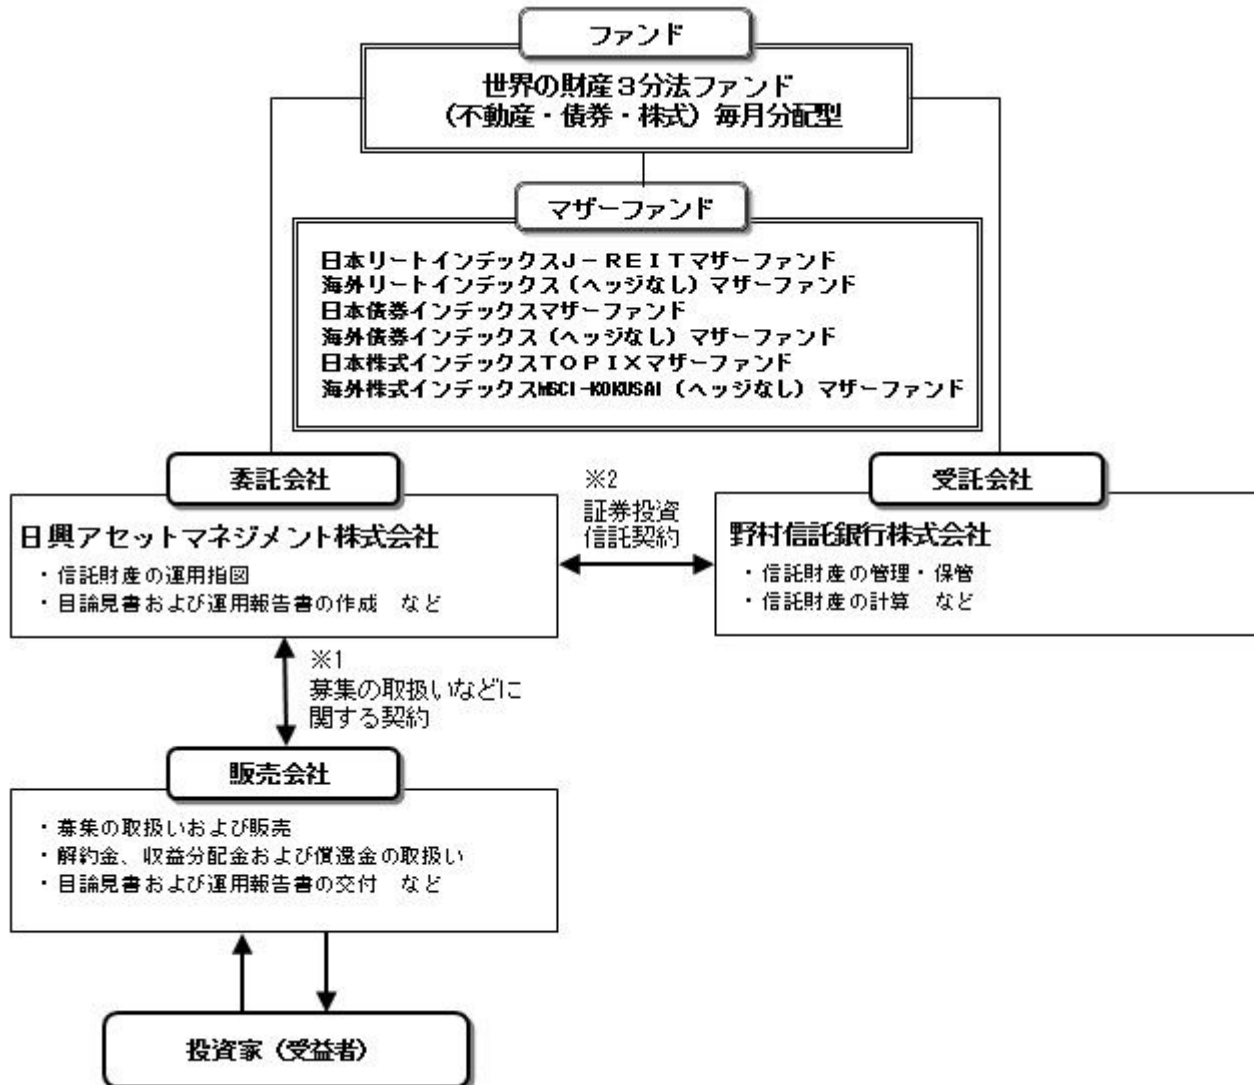 ファンド
世界の財産３分法ファンド
（不動産・債券・株式）毎月分配型
マザーファンド
日本リートインデックスＪ－ＲＥＩＴマザーファンド
海外リートインデックス（ヘッジなし）マザーファンド
日本債券インデックスマザーファンド
海外債券インデックス（ヘッジなし）マザーファンド
日本株式インデックスＴＯＰＩＸマザーファンド
海外株式インデックスMSCI-KOKUSAI（ヘッジなし）マザーファンド
委託会社
日興アセットマネジメント株式会社
・信託財産の運用指図
・目論見書および運用報告書の作成　など
※2
証券投資
信託契約
受託会社
野村信託銀行株式会社
・信託財産の管理・保管
・信託財産の計算　など
※1
募集の取扱いなどに
関する契約
販売会社
・募集の取扱いおよび販売
・解約金、収益分配金および償還金の取扱い
・目論見書および運用報告書の交付　など
投資家（受益者）